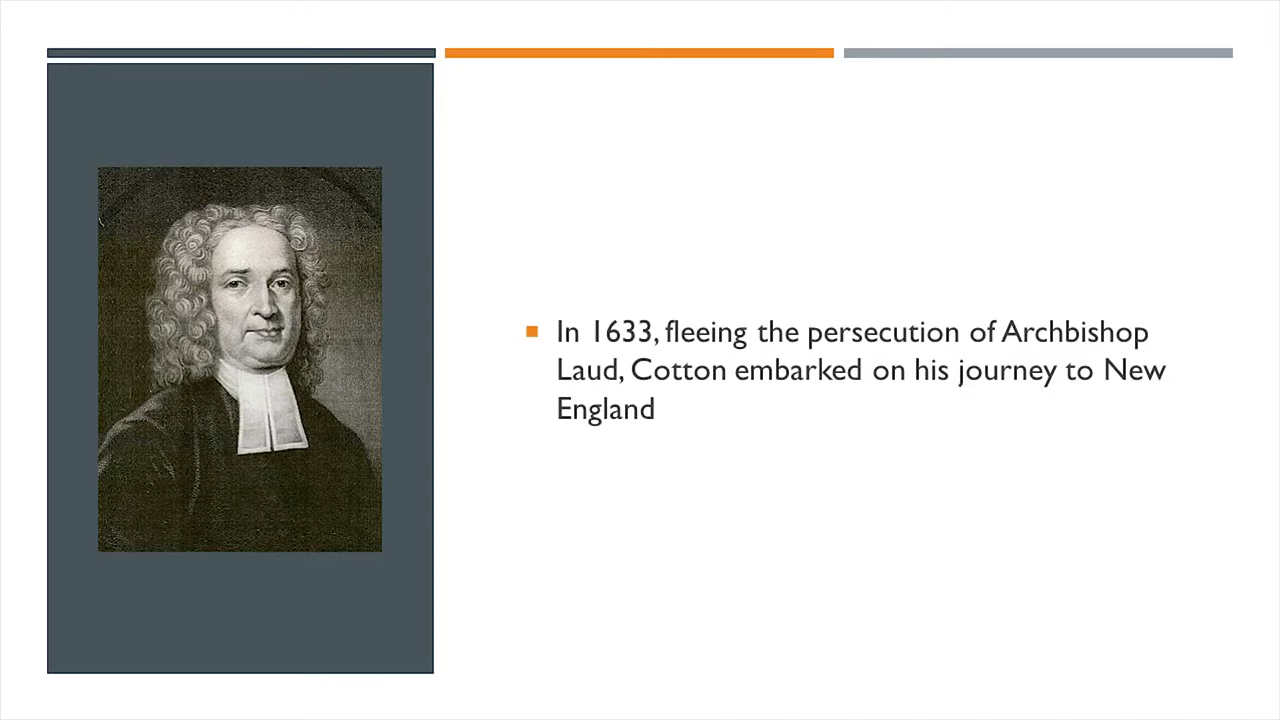 In 1633, fleeing the persecution of Archbishop
Laud, Cotton embarked on his journey to New
England